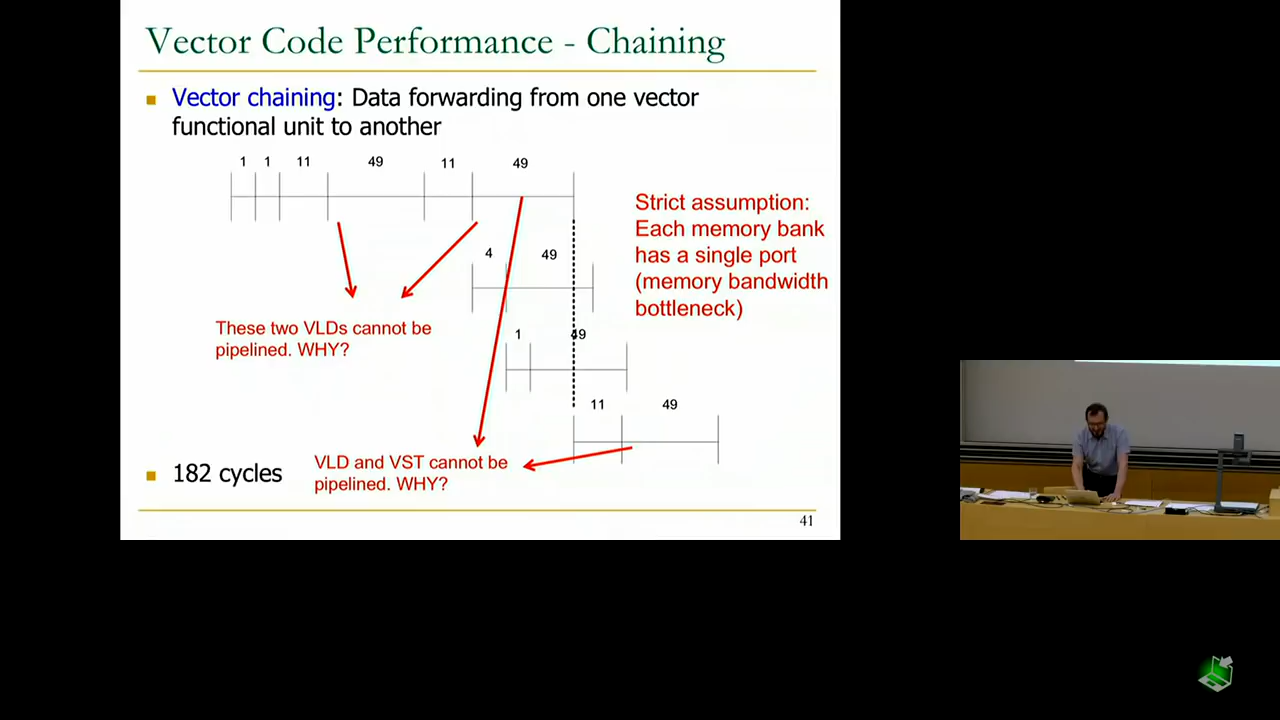 Vector Code Performance - Chaining
Vector chaining: Data forwarding from one vector
functional unit to another
1 1 11 49 11 49
Strict assumption:
Each memory bank
has a single port
(memory bandwidth
bottleneck)
4 49
These two VLDs cannot be
pipelined. WHY?
1 49
11 49
182 cycles
VLD and VST cannot be
pipelined. WHY?
41